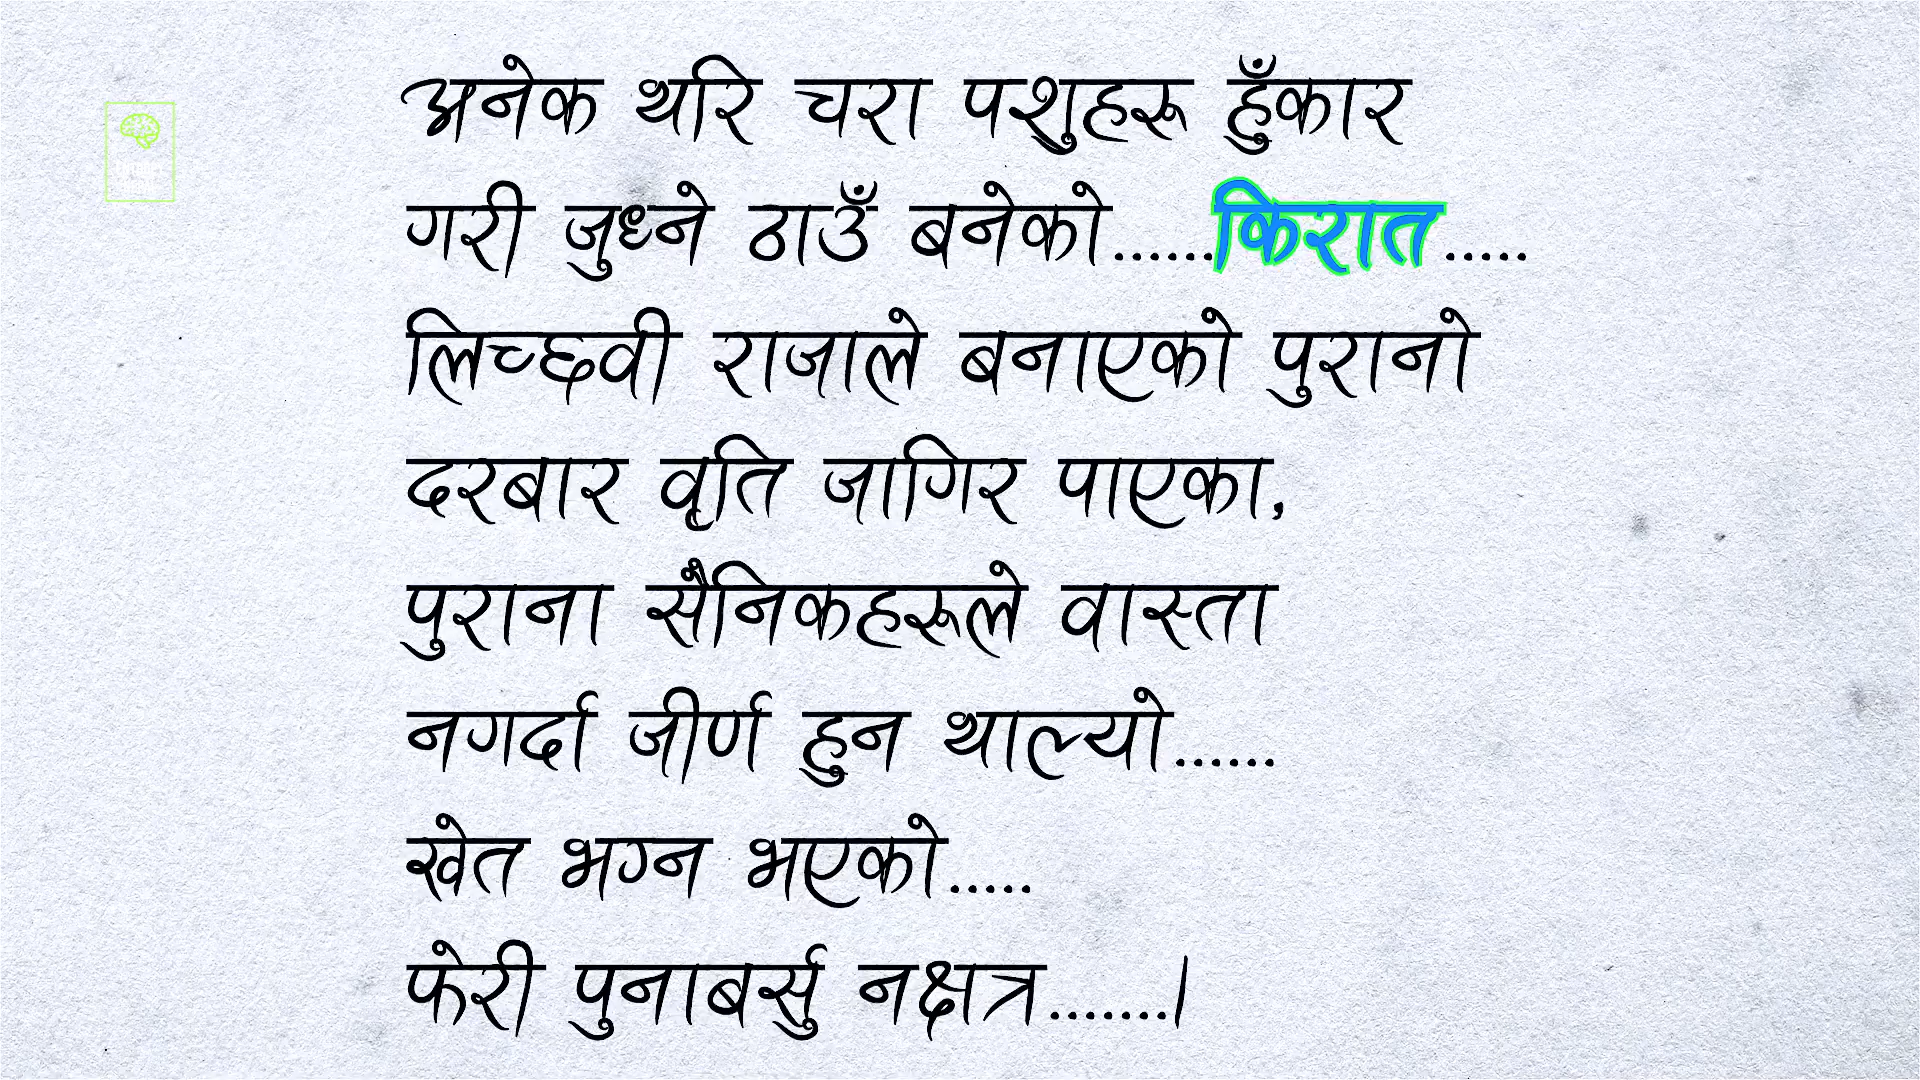 अनेक थरि चरा पशुहरू हुँकार
गरी जुध्ने ठाउँ बनेको......किरात.....
लिच्छवी राजाले बनाएको पुरानो
दरबार वृति जागिर पाएका,
पुराना सैनिकहरूले वास्ता
नगर्दा जीर्ण हुन थाल्यो......
खेत भग्न भएको.....
फेरी पुनाबर्सु नक्षत्र.......।